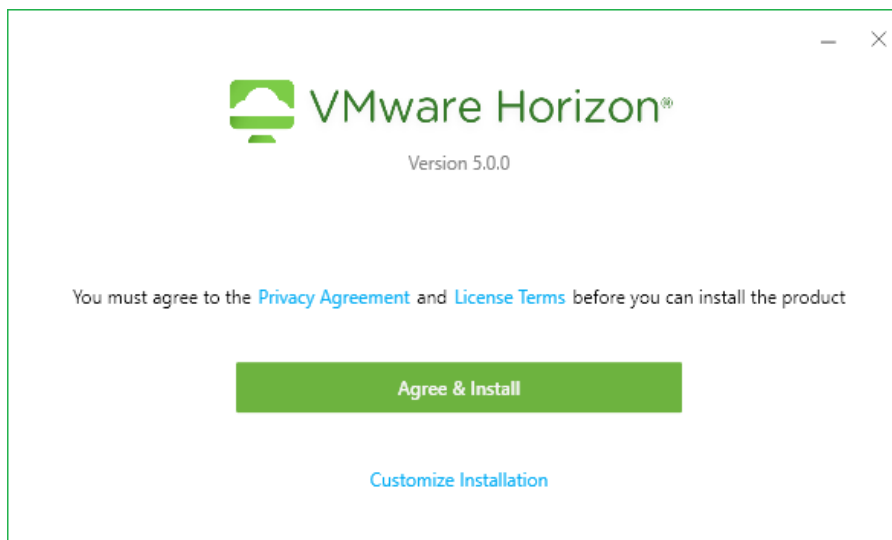 VMware Horizon®
Version 5.0.0
You must agree to the Privacy Agreement and License Terms before you can install the product
Agree & Install
Customize Installation